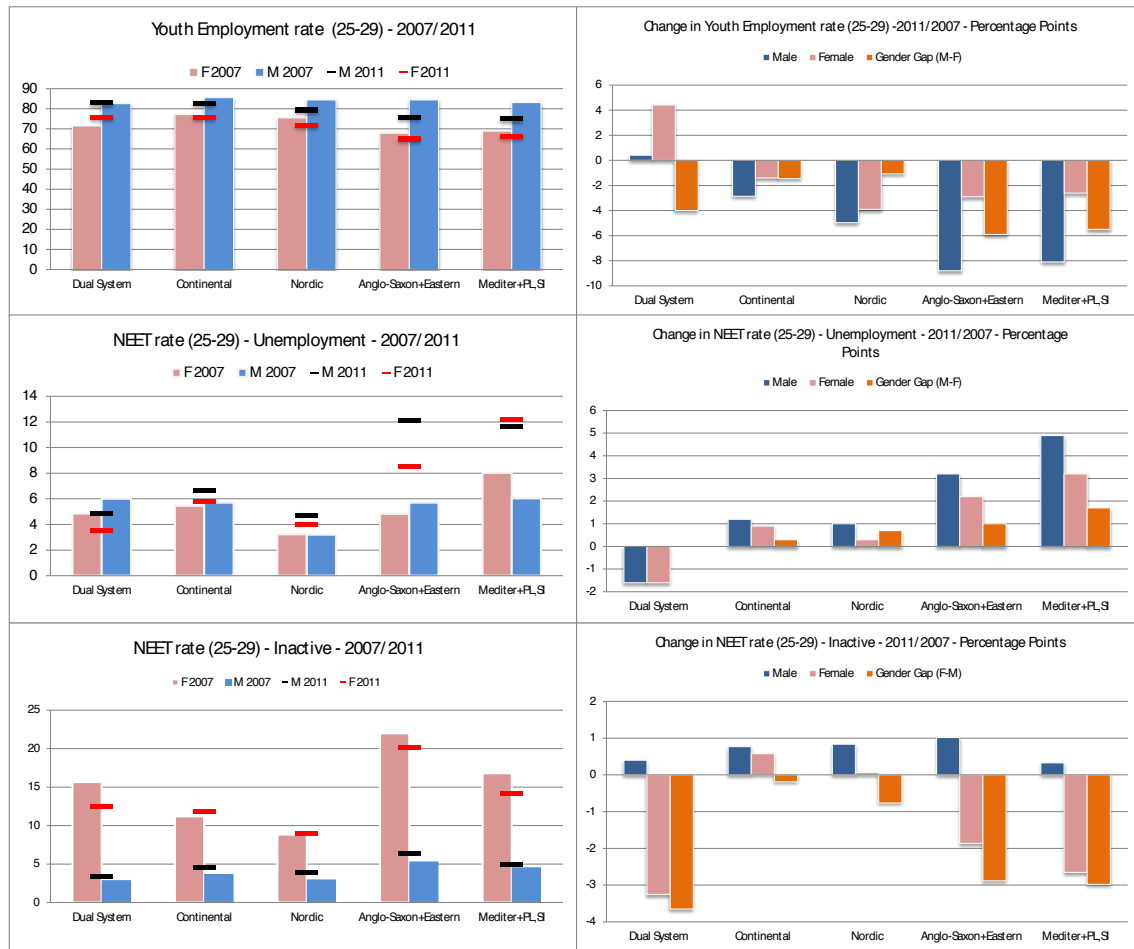 Youth Employment rate (25-29) - 2007/2011
F2007 M 2007 M 2011 F2011
90
80
70
60
50
40
30
20
10
0
Dual System Continental Nordic Anglo-Saxon+Eastern Mediter+PL,SI
Change in Youth Employment rate (25-29) -2011/2007 - Percentage Points
Male Female Gender Gap (M-F)
6
4
2
0
-2
-4
-6
-8
-10
Dual System Continental Nordic Anglo-Saxon+Eastern Mediter+PL,SI
NEET rate (25-29) - Unemployment - 2007/2011
F2007 M 2007 M 2011 F2011
14
12
10
8
6
4
2
0
Dual System Continental Nordic Anglo-Saxon+Eastern Mediter+PL,SI
Change in NEET rate (25-29) - Unemployment - 2011/2007 - Percentage
Points
Male Female Gender Gap (M-F)
6
5
4
3
2
1
0
-1
-2
Dual System Continental Nordic Anglo-Saxon+Eastern Mediter+PL,SI
NEET rate (25-29) - Inactive - 2007/2011
F2007 M 2007 M 2011 F2011
25
20
15
10
5
0
Dual System Continental Nordic Anglo-Saxon+Eastern Mediter+PL,SI
Change in NEET rate (25-29) - Inactive - 2011/2007 - Percentage Points
Male Female Gender Gap (F-M)
2
1
0
-1
-2
-3
-4
Dual System Continental Nordic Anglo-Saxon+Eastern Mediter+PL,SI